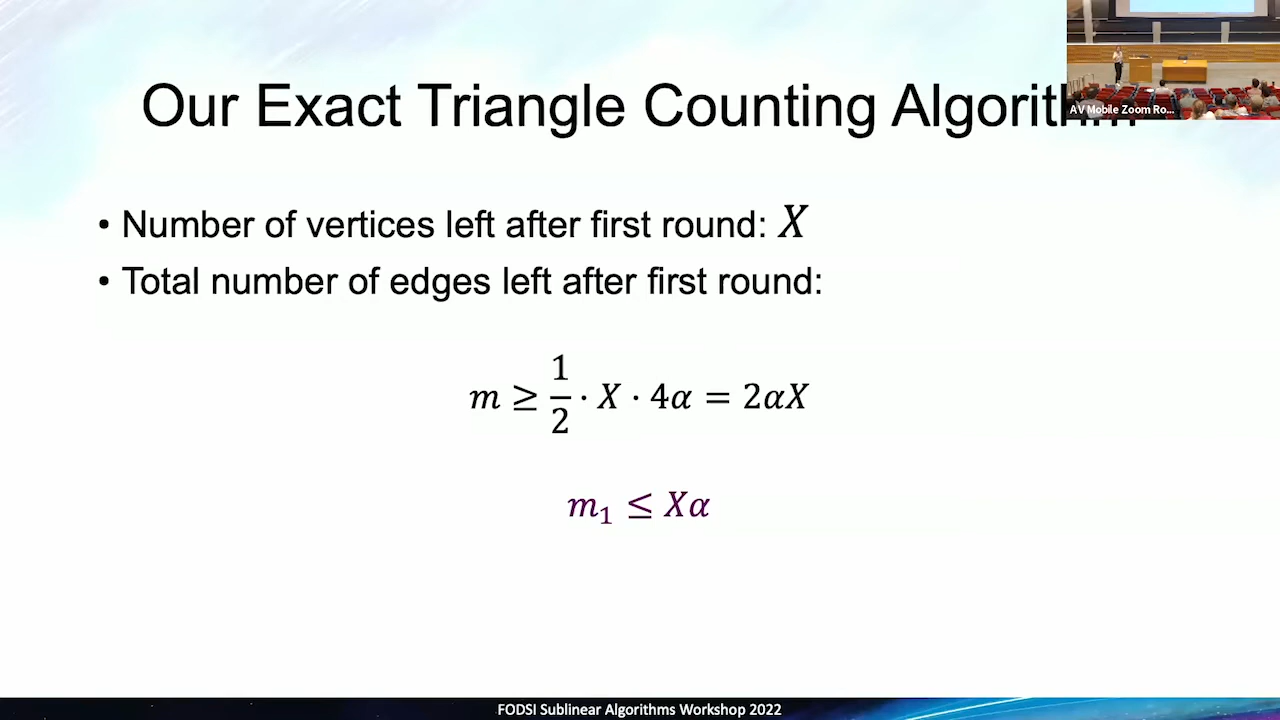 Our Exact Triangle Counting Algorithm
AV Mobile Zoom Ro...
• Number of vertices left after first round: X
• Total number of edges left after first round:
m ≥ 1/2 · X · 4α = 2αX
m₁ ≤ Xα
FODSI Sublinear Algorithms Workshop 2022